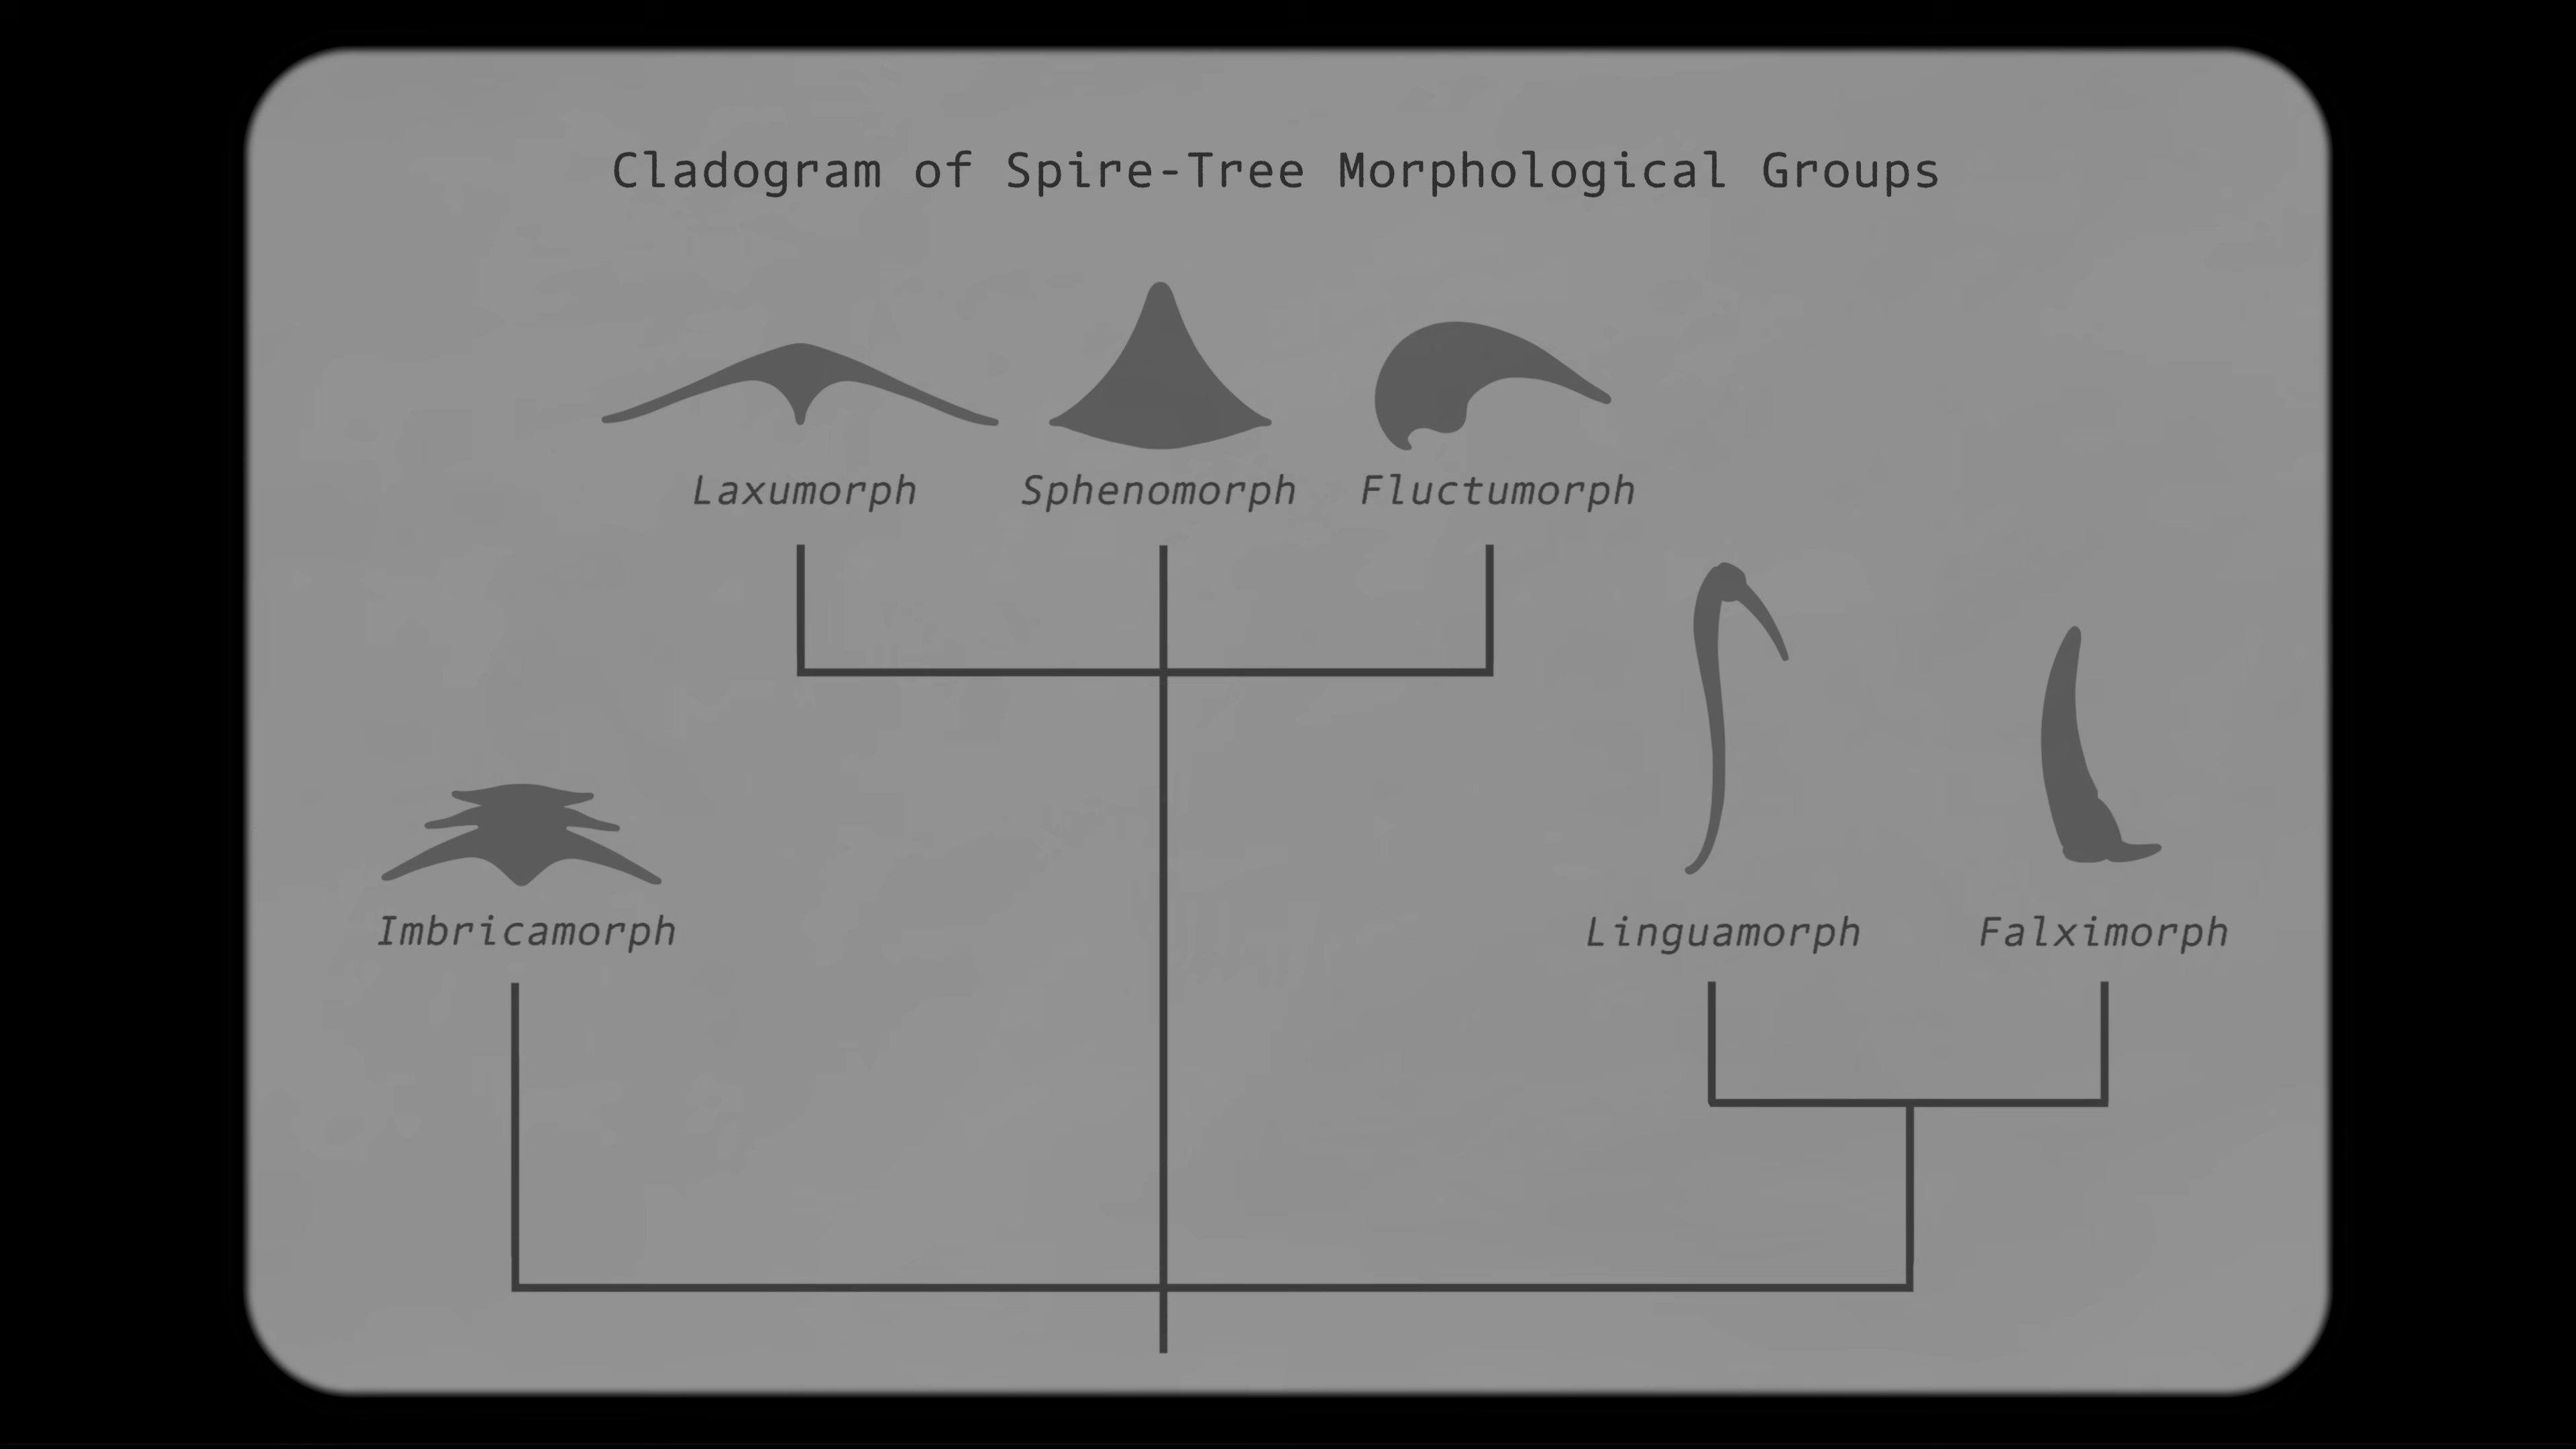 Cladogram of Spire-Tree Morphological Groups
Laxumorph Sphenomorph Fluctumorph
Imbricamorph Linguamorph Falximorph